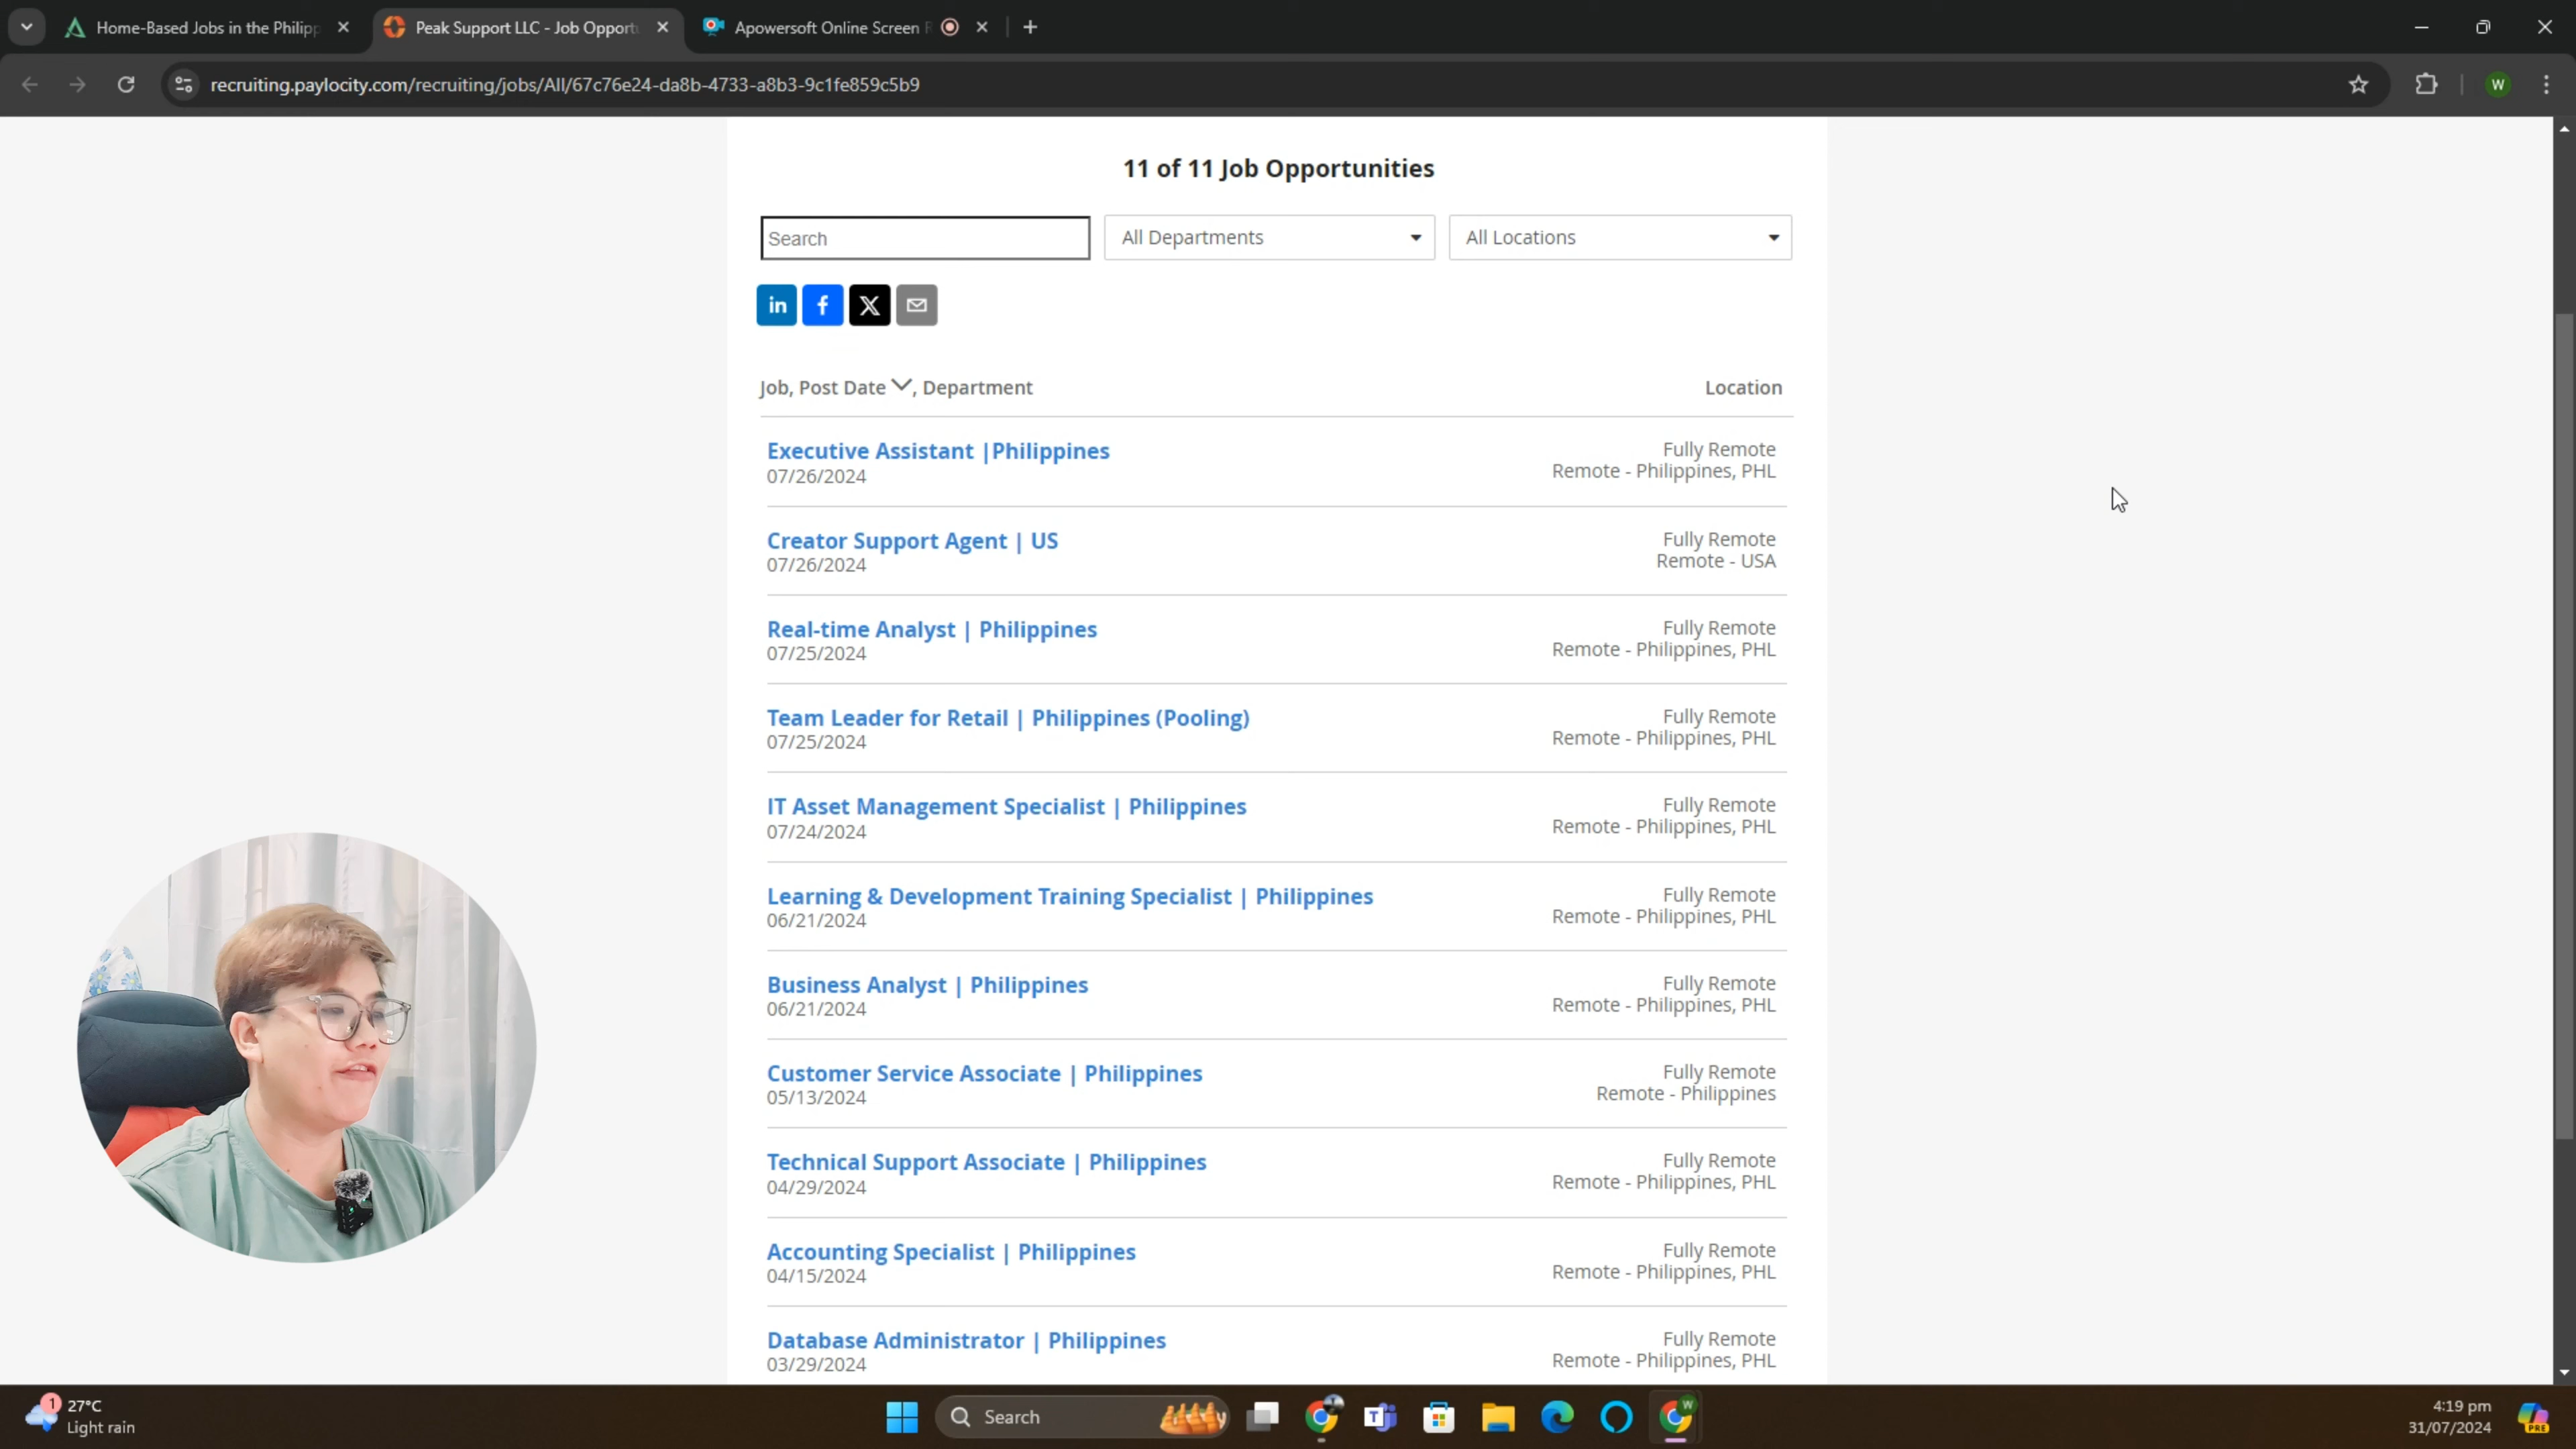 Home-Based Jobs in the Philipp
Peak Support LLC - Job Opport
Apowersoft Online Screen
recruiting.paylocity.com/recruiting/jobs/All/67c76e24-da8b-4733-a8b3-9c1fe859c5b9
W
11 of 11 Job Opportunities
Search
All Departments
All Locations
in
f
X
Job, Post Date , Department
Location
Executive Assistant |Philippines
Fully Remote
07/26/2024
Remote - Philippines, PHL
Creator Support Agent | US
Fully Remote
07/26/2024
Remote - USA
Real-time Analyst | Philippines
Fully Remote
07/25/2024
Remote - Philippines, PHL
Team Leader for Retail | Philippines (Pooling)
Fully Remote
07/25/2024
Remote - Philippines, PHL
IT Asset Management Specialist | Philippines
Fully Remote
07/24/2024
Remote - Philippines, PHL
Learning & Development Training Specialist | Philippines
Fully Remote
06/21/2024
Remote - Philippines, PHL
Business Analyst | Philippines
Fully Remote
06/21/2024
Remote - Philippines, PHL
Customer Service Associate | Philippines
Fully Remote
05/13/2024
Remote - Philippines
Technical Support Associate | Philippines
Fully Remote
04/29/2024
Remote - Philippines, PHL
Accounting Specialist | Philippines
Fully Remote
04/15/2024
Remote - Philippines, PHL
Database Administrator | Philippines
Fully Remote
03/29/2024
Remote - Philippines, PHL
1
27°C
Light rain
Search
T
W
4:19 pm
31/07/2024
PRE